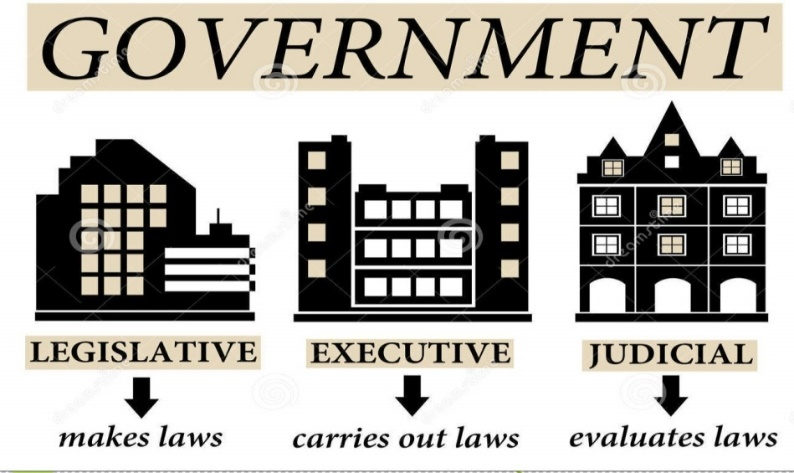 GOVERNMENT
LEGISLATIVE EXECUTIVE JUDICIAL
makes laws carries out laws evaluates laws